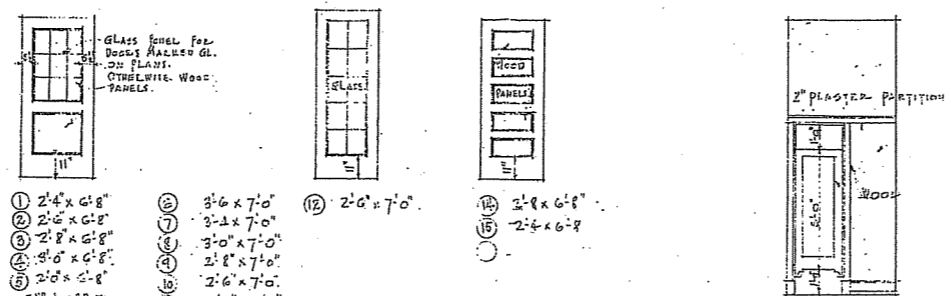 GLASS PANEL FOR
DOORS MARKED GL.
ON PLANS.
OTHERWISE WOOD
PANELS.
11"
GLASS
11"
WOOD
PANELS
11"
2" PLASTER PARTITION
WOOD
① 2'-4" x 6'-8"
② 2'-6" x 6'-8"
③ 2'-8" x 6'-8"
④ 3'-0" x 6'-8"
⑤ 2'-0" x 6'-8"
⑥ 3'-6 x 7'-0"
⑦ 3'-4 x 7'-0"
⑧ 3'-0" x 7'-0"
⑨ 2'-8" x 7'-0"
⑩ 2'-6" x 7'-0"
⑫ 2'-6" x 7'-0"
⑭ 2'-8 x 6'-8
⑮ 2'-4 x 6'-8